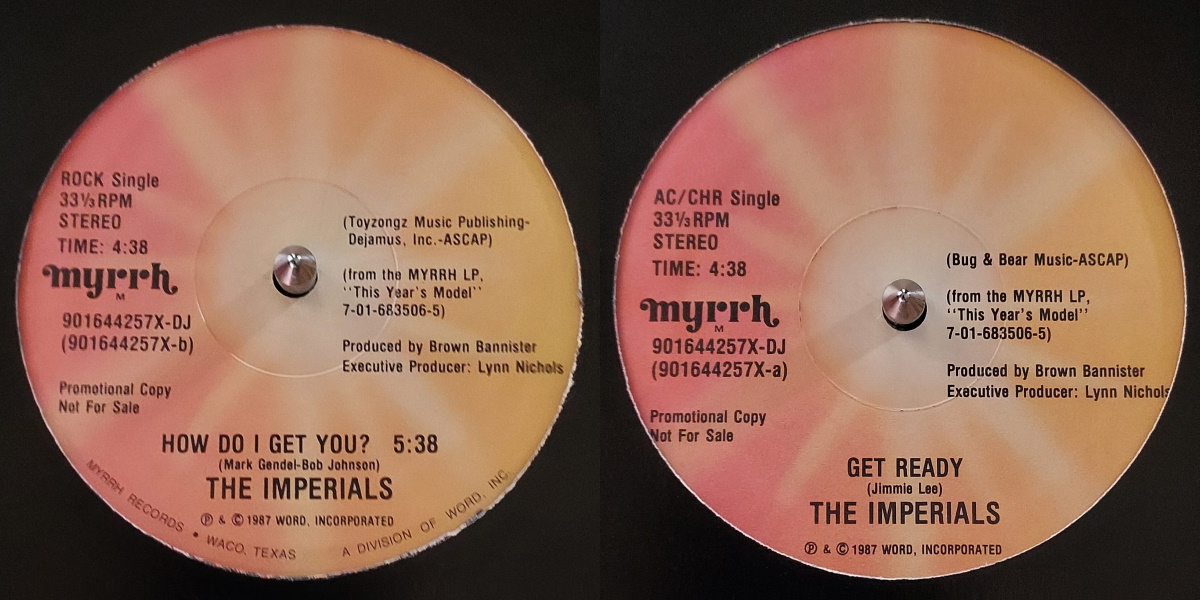 ROCK Single
33⅓RPM
STEREO
TIME: 4:38
myrrh
M
901644257X-DJ
(901644257X-b)
Promotional Copy
Not For Sale
(Toyzongz Music Publishing-
Dejamus, Inc.-ASCAP)
(from the MYRRH LP,
‘‘This Year's Model’’
7-01-683506-5)
Produced by Brown Bannister
Executive Producer: Lynn Nichols
HOW DO I GET YOU? 5:38
(Mark Gendel-Bob Johnson)
THE IMPERIALS
Ⓟ & © 1987 WORD, INCORPORATED
MYRRH RECORDS • WACO, TEXAS A DIVISION OF WORD, INC.
AC/CHR Single
33⅓RPM
STEREO
TIME: 4:38
myrrh
M
901644257X-DJ
(901644257X-a)
Promotional Copy
Not For Sale
(Bug & Bear Music-ASCAP)
(from the MYRRH LP,
‘‘This Year's Model’’
7-01-683506-5)
Produced by Brown Bannister
Executive Producer: Lynn Nichols
GET READY
(Jimmie Lee)
THE IMPERIALS
Ⓟ & © 1987 WORD, INCORPORATED